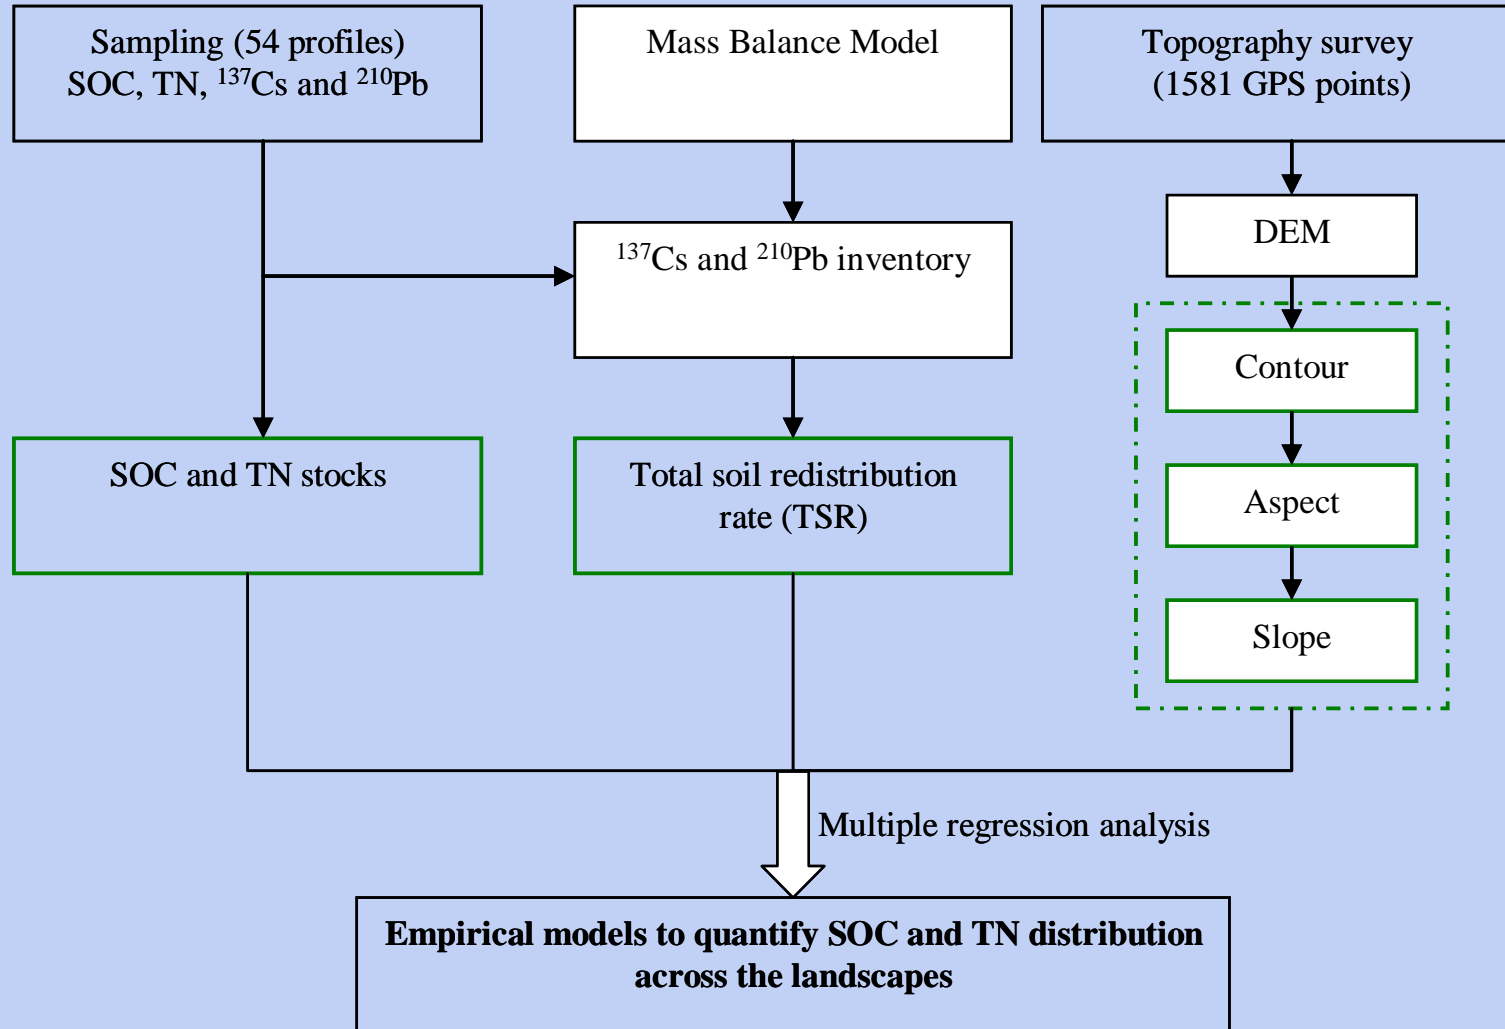 Sampling (54 profiles)
SOC, TN, ¹³⁷Cs and ²¹⁰Pb
Mass Balance Model
Topography survey
(1581 GPS points)
DEM
¹³⁷Cs and ²¹⁰Pb inventory
Contour
SOC and TN stocks
Total soil redistribution
rate (TSR)
Aspect
Slope
Multiple regression analysis
Empirical models to quantify SOC and TN distribution
across the landscapes